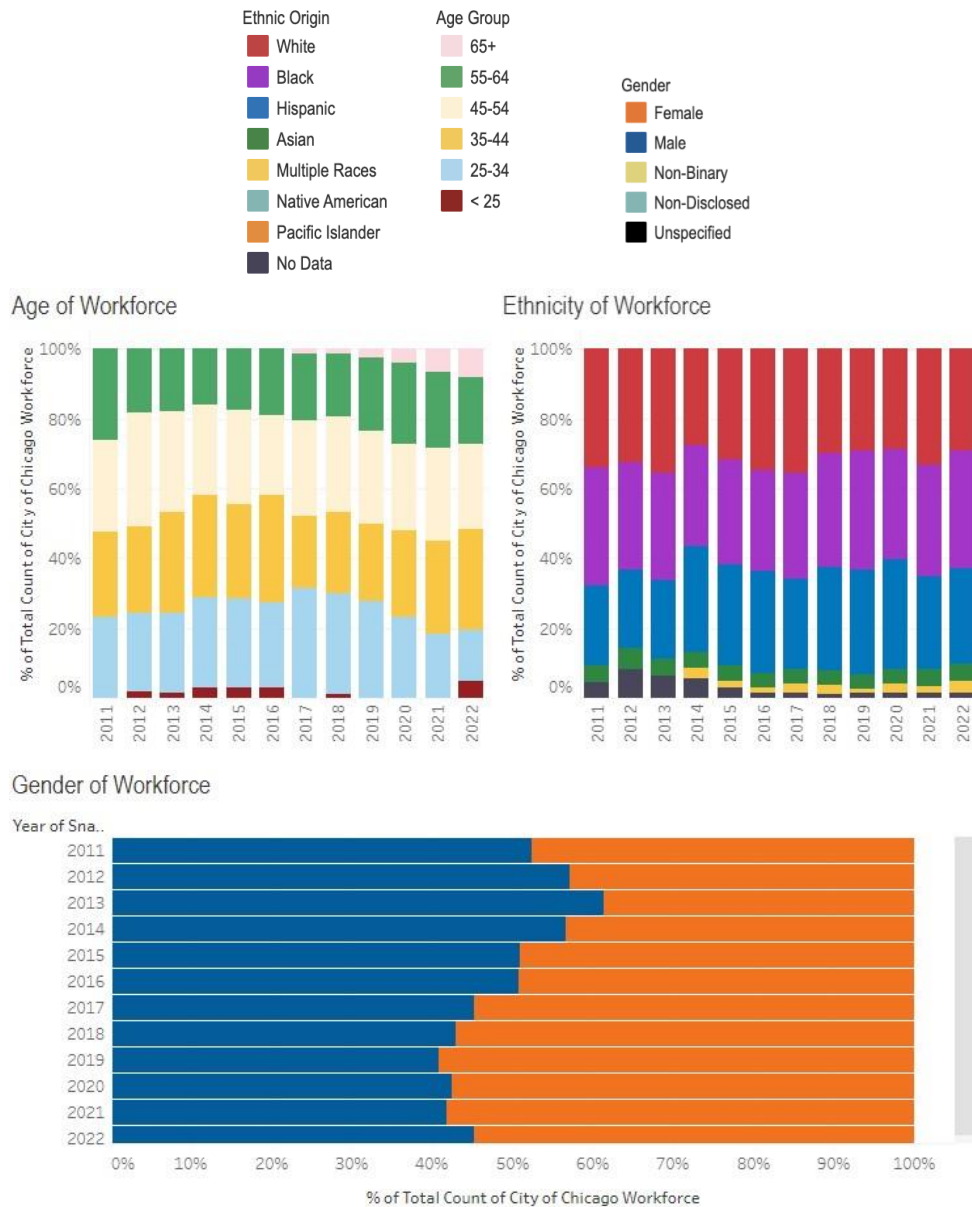 Ethnic Origin
White
Black
Hispanic
Asian
Multiple Races
Native American
Pacific Islander
No Data
Age Group
65+
55-64
45-54
35-44
25-34
< 25
Gender
Female
Male
Non-Binary
Non-Disclosed
Unspecified
Age of Workforce
% of Total Count of City of Chicago Workforce
100%
80%
60%
40%
20%
0%
2011
2012
2013
2014
2015
2016
2017
2018
2019
2020
2021
2022
Ethnicity of Workforce
% of Total Count of City of Chicago Workforce
100%
80%
60%
40%
20%
0%
2011
2012
2013
2014
2015
2016
2017
2018
2019
2020
2021
2022
Gender of Workforce
Year of Sna..
2011
2012
2013
2014
2015
2016
2017
2018
2019
2020
2021
2022
0% 10% 20% 30% 40% 50% 60% 70% 80% 90% 100%
% of Total Count of City of Chicago Workforce